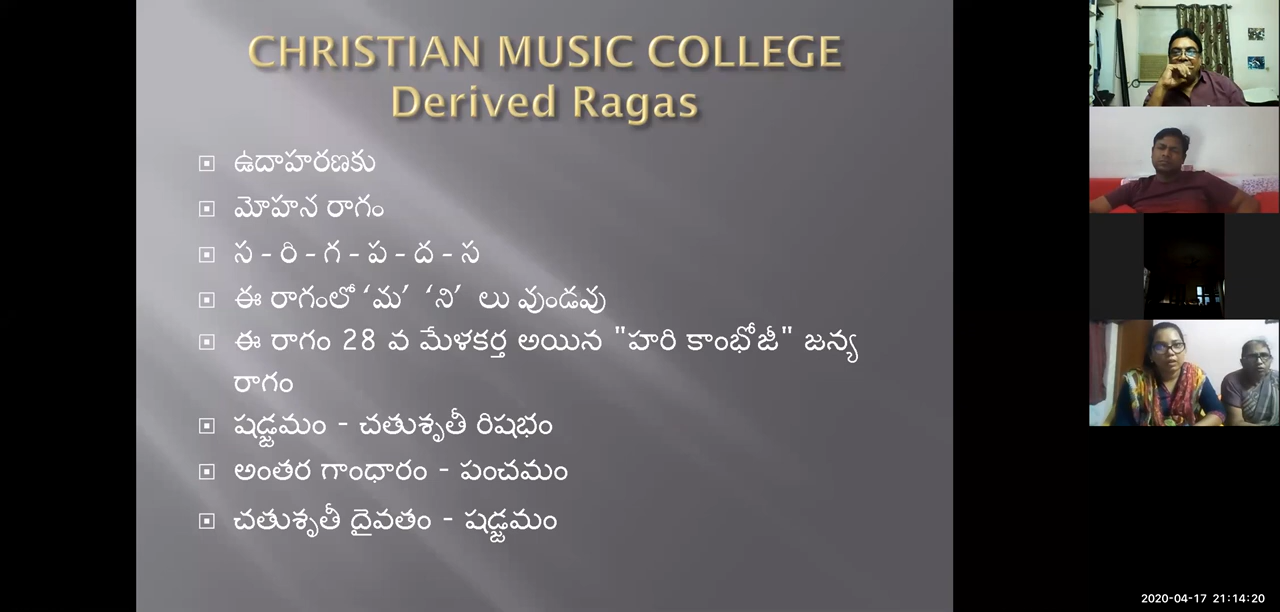 CHRISTIAN MUSIC COLLEGE
Derived Ragas
ఉదాహరణకు
మోహన రాగం
స - రి - గ - ప - ద - స
ఈ రాగంలో ‘మ’ ‘ని’ లు వుండవు
ఈ రాగం 28 వ మేళకర్త అయిన "హరి కాంభోజీ" జన్య
రాగం
షడ్జమం - చతుశృతీ రిషభం
అంతర గాంధారం - పంచమం
చతుశృతీ దైవతం - షడ్జమం
2020-04-17 21:14:20